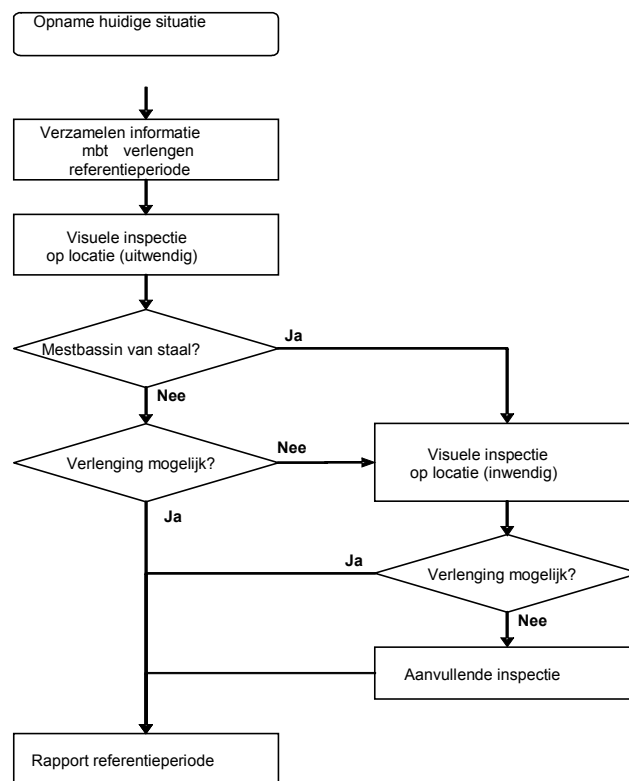 Opname huidige situatie
Verzamelen informatie
mbt verlengen
referentieperiode
Visuele inspectie
op locatie (uitwendig)
Mestbassin van staal?
Ja
Nee
Verlenging mogelijk?
Nee
Visuele inspectie
op locatie (inwendig)
Ja
Ja
Verlenging mogelijk?
Nee
Aanvullende inspectie
Rapport referentieperiode